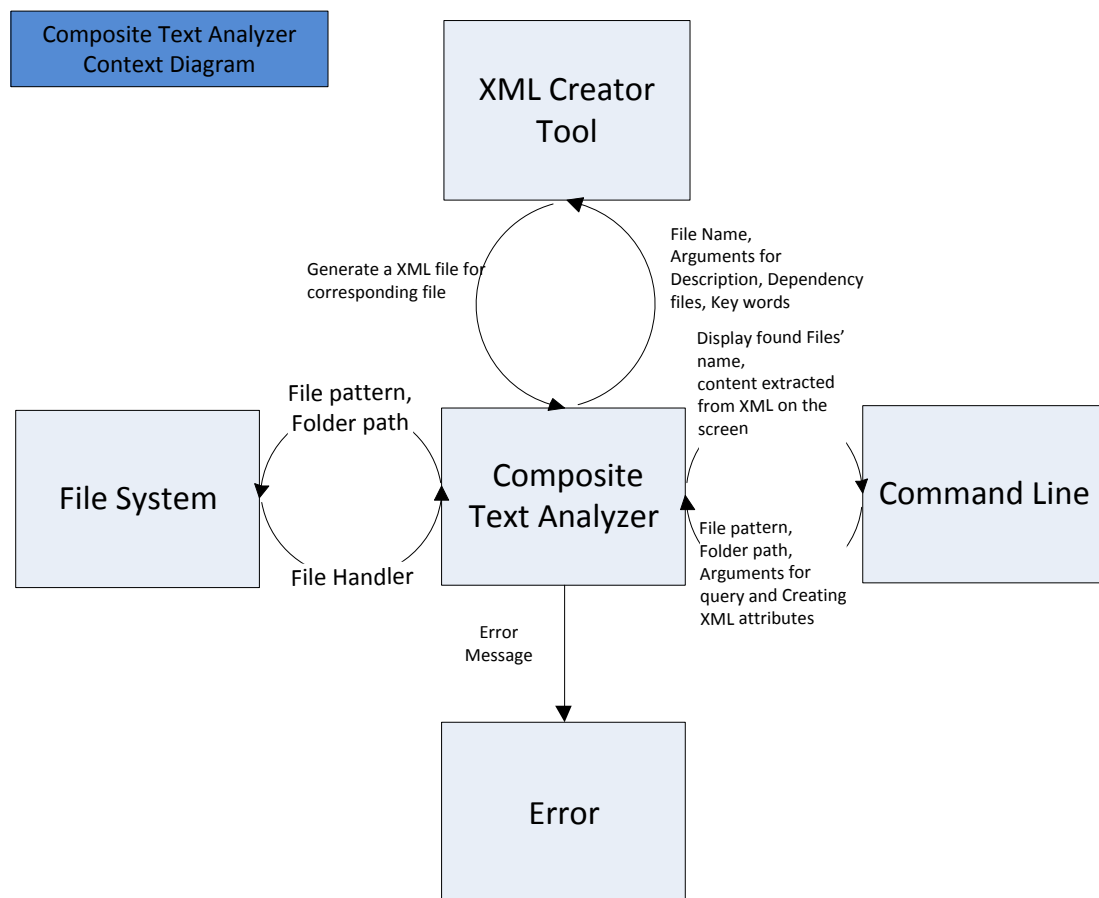 Composite Text Analyzer
Context Diagram
XML Creator
Tool
Generate a XML file for
corresponding file
File Name,
Arguments for
Description, Dependency
files, Key words
Display found Files’
name,
content extracted
from XML on the
screen
File pattern,
Folder path
File System
Composite
Text Analyzer
Command Line
File Handler
File pattern,
Folder path,
Arguments for
query and Creating
XML attributes
Error
Message
Error